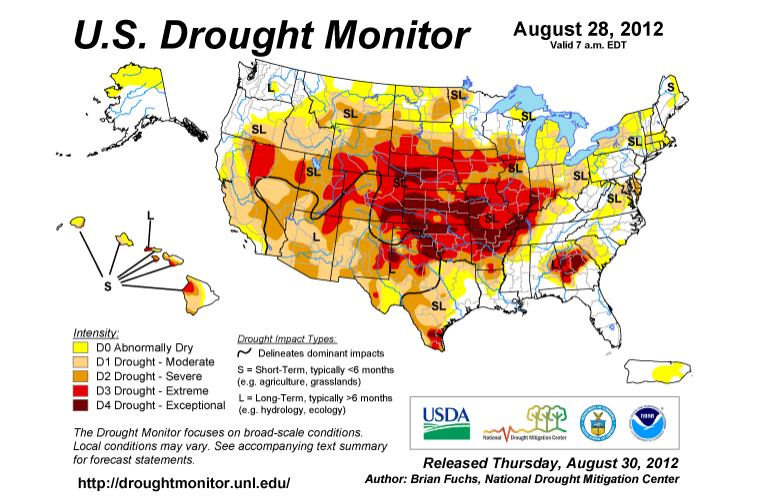 U.S. Drought Monitor
August 28, 2012
Valid 7 a.m. EDT
L
S
SL
SL
SL
SL
SL
SL
SL
SL
SL
SL
SL
L
L
L
SL
L
S
Intensity:
D0 Abnormally Dry
D1 Drought - Moderate
D2 Drought - Severe
D3 Drought - Extreme
D4 Drought - Exceptional
Drought Impact Types:
Delineates dominant impacts
S = Short-Term, typically <6 months
(e.g. agriculture, grasslands)
L = Long-Term, typically >6 months
(e.g. hydrology, ecology)
The Drought Monitor focuses on broad-scale conditions.
Local conditions may vary. See accompanying text summary
for forecast statements.
http://droughtmonitor.unl.edu/
USDA
National Drought Mitigation Center
NOAA
Released Thursday, August 30, 2012
Author: Brian Fuchs, National Drought Mitigation Center